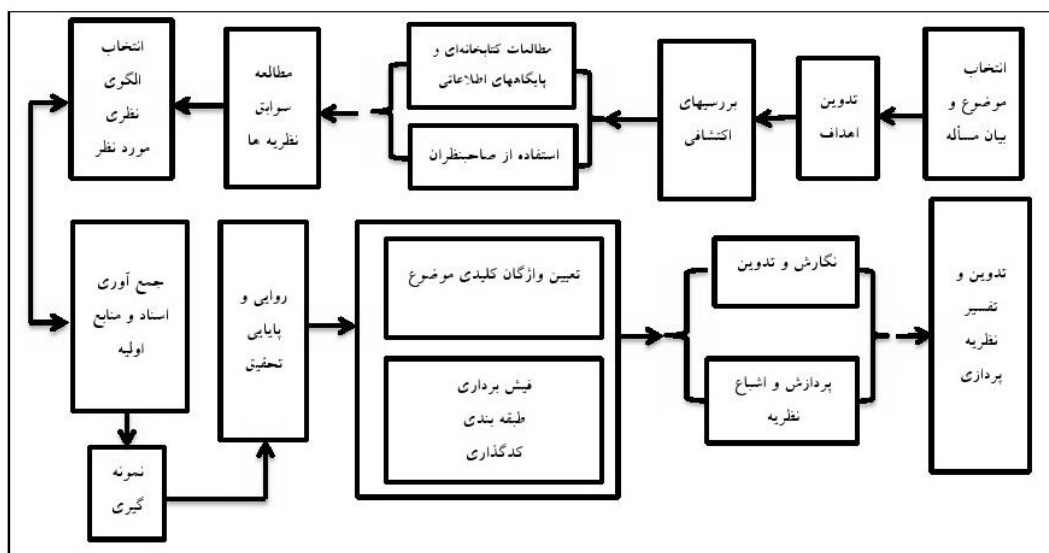 انتخاب
موضوع و
بیان مسأله
تدوین
اهداف
بررسیهای
اکتشافی
مطالعات کتابخانه‌ای و
پایگاههای اطلاعاتی
استفاده از صاحبنظران
مطالعه
سوابق
نظریه ها
انتخاب
الگوی
نظری
مورد نظر
جمع آوری
اسناد و منابع
اولیه
نمونه
گیری
روایی و
پایایی
تحقیق
تعیین واژگان کلیدی موضوع
فیش برداری
طبقه بندی
کدگذاری
نگارش و تدوین
پردازش و اشباع
نظریه
تدوین و
تفسیر
نظریه
پردازی